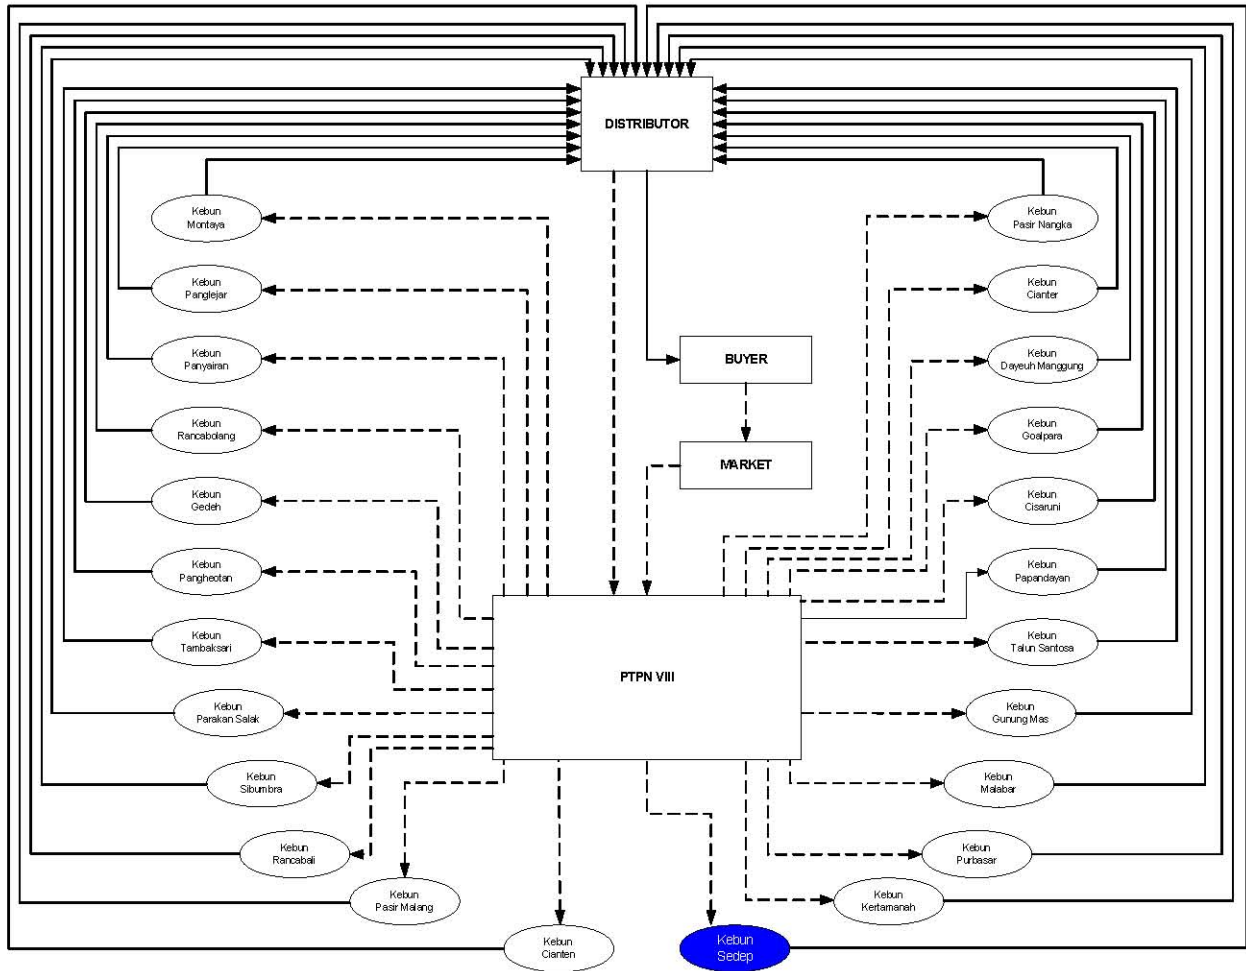 DISTRIBUTOR
Kebun
Montaya
Kebun
Pasir Nangka
Kebun
Panglejar
Kebun
Cianter
Kebun
Panyairan
BUYER
Kebun
Dayeuh Manggung
Kebun
Rancabolang
MARKET
Kebun
Goalpara
Kebun
Gedeh
Kebun
Cisaruni
Kebun
Pangheotan
Kebun
Papandayan
Kebun
Tambaksari
PTPN VIII
Kebun
Talun Santosa
Kebun
Parakan Salak
Kebun
Gunung Mas
Kebun
Sibumbra
Kebun
Malabar
Kebun
Rancabali
Kebun
Purbasar
Kebun
Pasir Malang
Kebun
Kertamanah
Kebun
Cianten
Kebun
Sedep